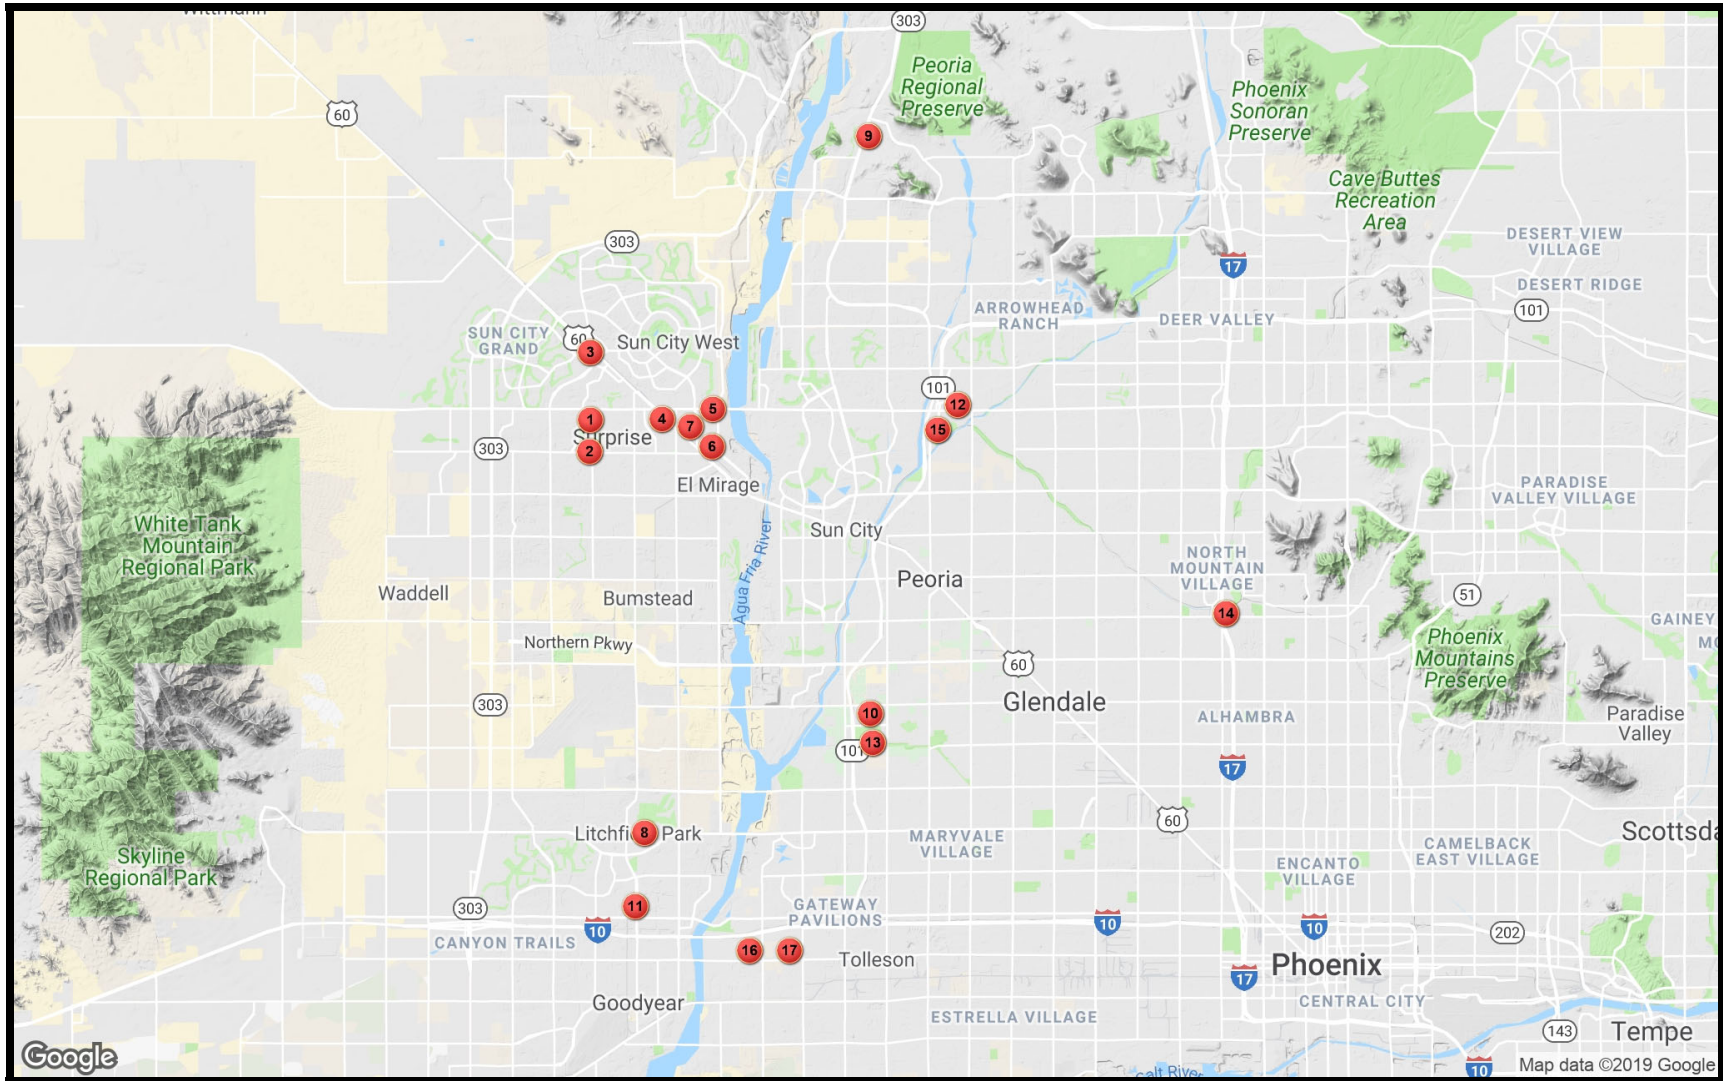 Wittmann
303
Peoria
Regional
Preserve
60
Phoenix
Sonoran
Preserve
9
Cave Buttes
Recreation
Area
303
DESERT VIEW
VILLAGE
17
DESERT RIDGE
ARROWHEAD
RANCH
DEER VALLEY
101
SUN CITY
GRAND
60
3
Sun City West
101
12
5
1
4
7
15
Surprise
2
6
303
El Mirage
PARADISE
VALLEY VILLAGE
White Tank
Mountain
Regional Park
Sun City
Agua Fria River
NORTH
MOUNTAIN
VILLAGE
Waddell
Bumstead
Peoria
51
14
GAINEY
Northern Pkwy
Phoenix
Mountains
Preserve
60
303
Glendale
10
ALHAMBRA
Paradise
Valley
101
13
17
60
Litchfi
8
Park
MARYVALE
VILLAGE
Scottsda
CAMELBACK
EAST VILLAGE
Skyline
Regional Park
ENCANTO
VILLAGE
303
11
GATEWAY
PAVILIONS
10
10
10
202
CANYON TRAILS
16
17
Tolleson
Phoenix
17
Goodyear
CENTRAL CITY
ESTRELLA VILLAGE
143
Tempe
Google
Salt River
10
Map data ©2019 Google